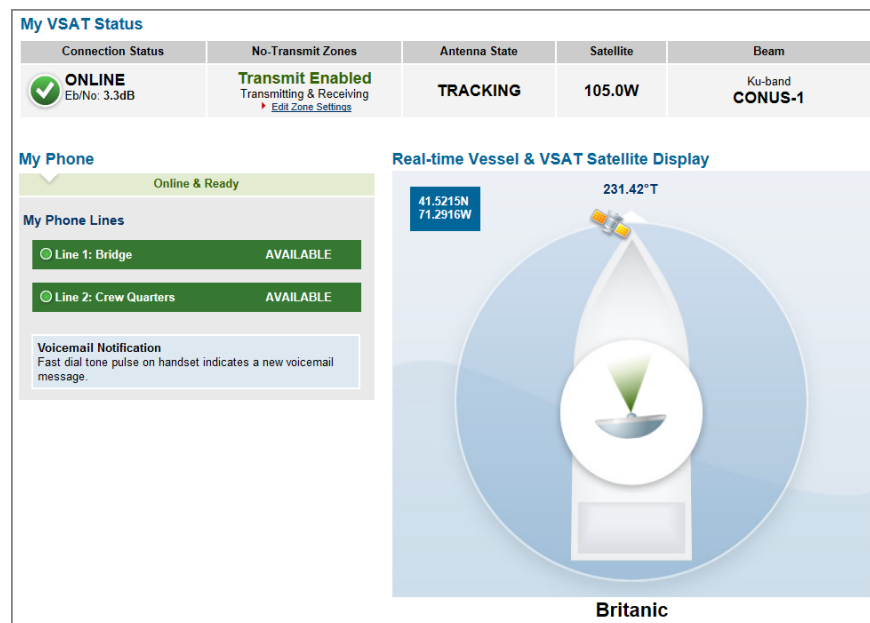 My VSAT Status
Connection Status No-Transmit Zones Antenna State Satellite Beam
ONLINE
Eb/No: 3.3dB
Transmit Enabled
Transmitting & Receiving
Edit Zone Settings
TRACKING
105.0W
Ku-band
CONUS-1
My Phone
Online & Ready
My Phone Lines
Line 1: Bridge AVAILABLE
Line 2: Crew Quarters AVAILABLE
Voicemail Notification
Fast dial tone pulse on handset indicates a new voicemail
message.
Real-time Vessel & VSAT Satellite Display
41.5215N
71.2916W
231.42°T
Britanic